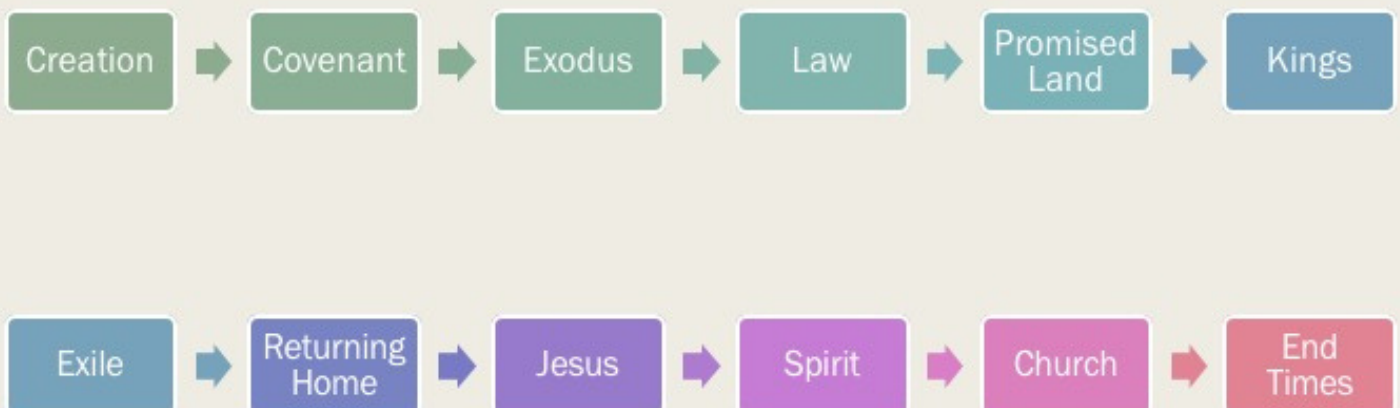 Creation
Covenant
Exodus
Law
Promised
Land
Kings
Exile
Returning
Home
Jesus
Spirit
Church
End
Times